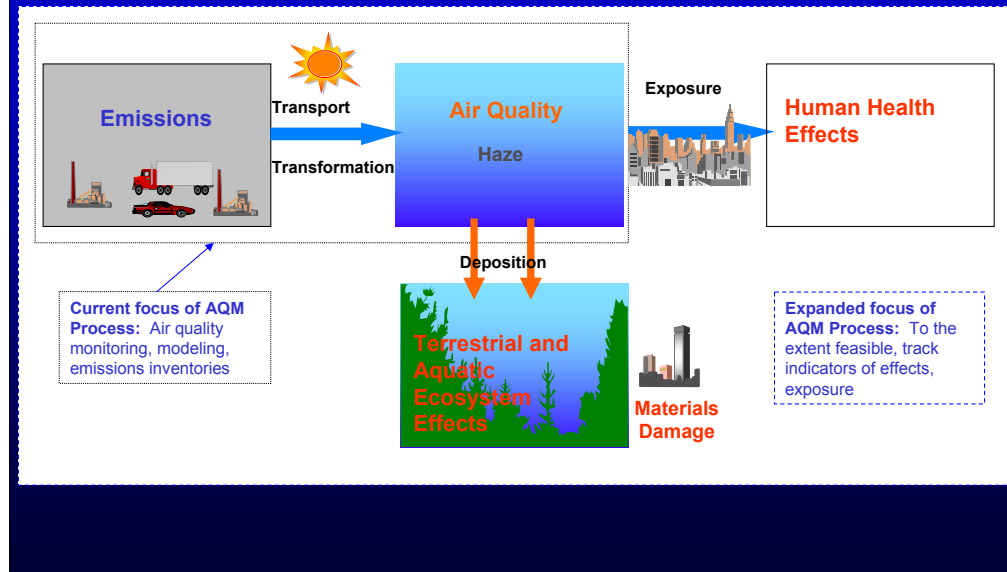 Emissions
Transport
Transformation
Air Quality
Haze
Exposure
Human Health
Effects
Deposition
Current focus of AQM
Process: Air quality
monitoring, modeling,
emissions inventories
Terrestrial and
Aquatic
Ecosystem
Effects
Materials
Damage
Expanded focus of
AQM Process: To the
extent feasible, track
indicators of effects,
exposure